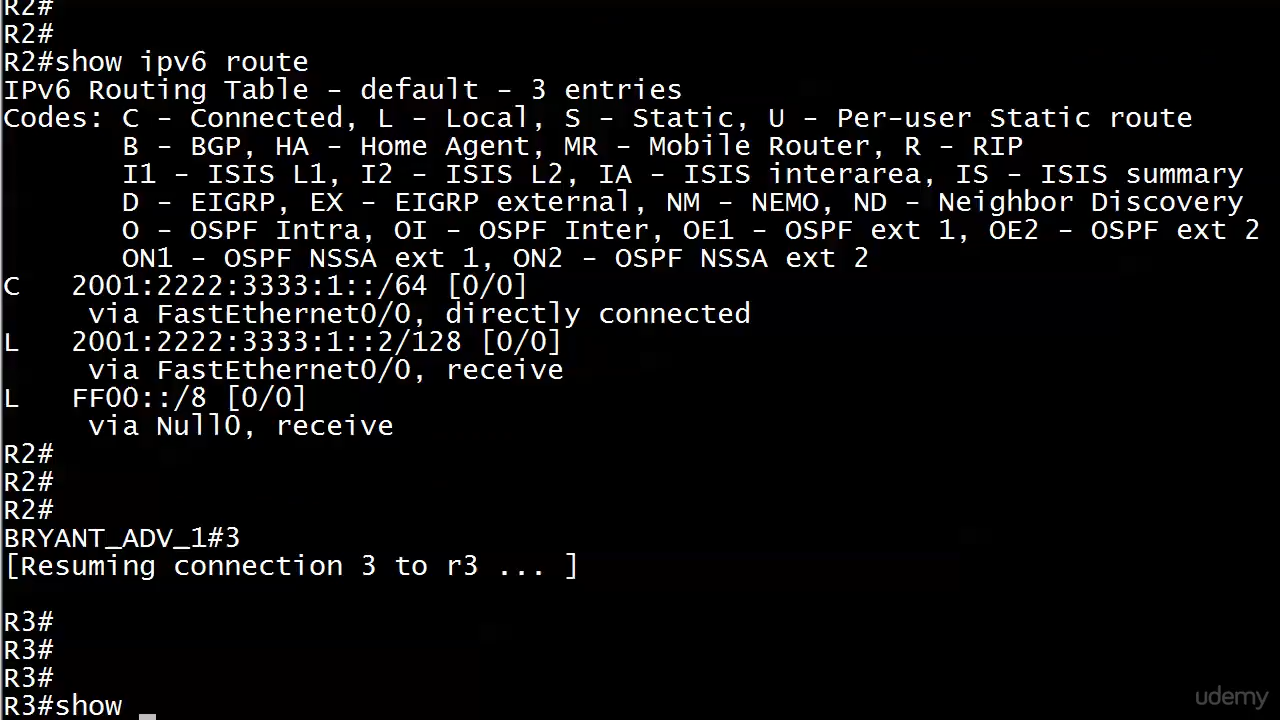 R2#
R2#
R2#show ipv6 route
IPv6 Routing Table - default - 3 entries
Codes: C - Connected, L - Local, S - Static, U - Per-user Static route
       B - BGP, HA - Home Agent, MR - Mobile Router, R - RIP
       I1 - ISIS L1, I2 - ISIS L2, IA - ISIS interarea, IS - ISIS summary
       D - EIGRP, EX - EIGRP external, NM - NEMO, ND - Neighbor Discovery
       O - OSPF Intra, OI - OSPF Inter, OE1 - OSPF ext 1, OE2 - OSPF ext 2
       ON1 - OSPF NSSA ext 1, ON2 - OSPF NSSA ext 2
C   2001:2222:3333:1::/64 [0/0]
     via FastEthernet0/0, directly connected
L   2001:2222:3333:1::2/128 [0/0]
     via FastEthernet0/0, receive
L   FF00::/8 [0/0]
     via Null0, receive
R2#
R2#
R2#
BRYANT_ADV_1#3
[Resuming connection 3 to r3 ... ]
R3#
R3#
R3#
R3#show
udemy